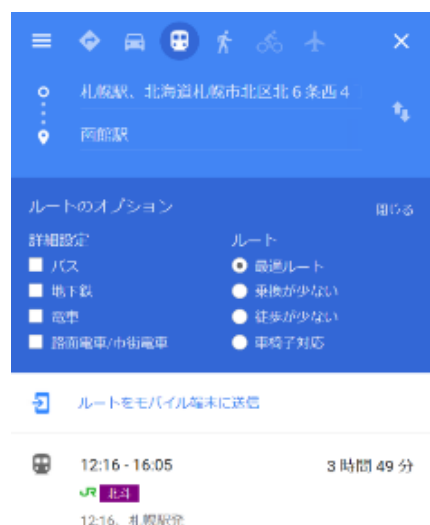 札幌駅、北海道札幌市北区北6条西4
函館駅
ルートのオプション
閉じる
詳細設定
ルート
バス
最適ルート
地下鉄
乗換が少ない
電車
徒歩が少ない
路面電車/市街電車
車椅子対応
ルートをモバイル端末に送信
12:16 - 16:05
3 時間 49 分
JR 北斗
12:16、札幌駅発